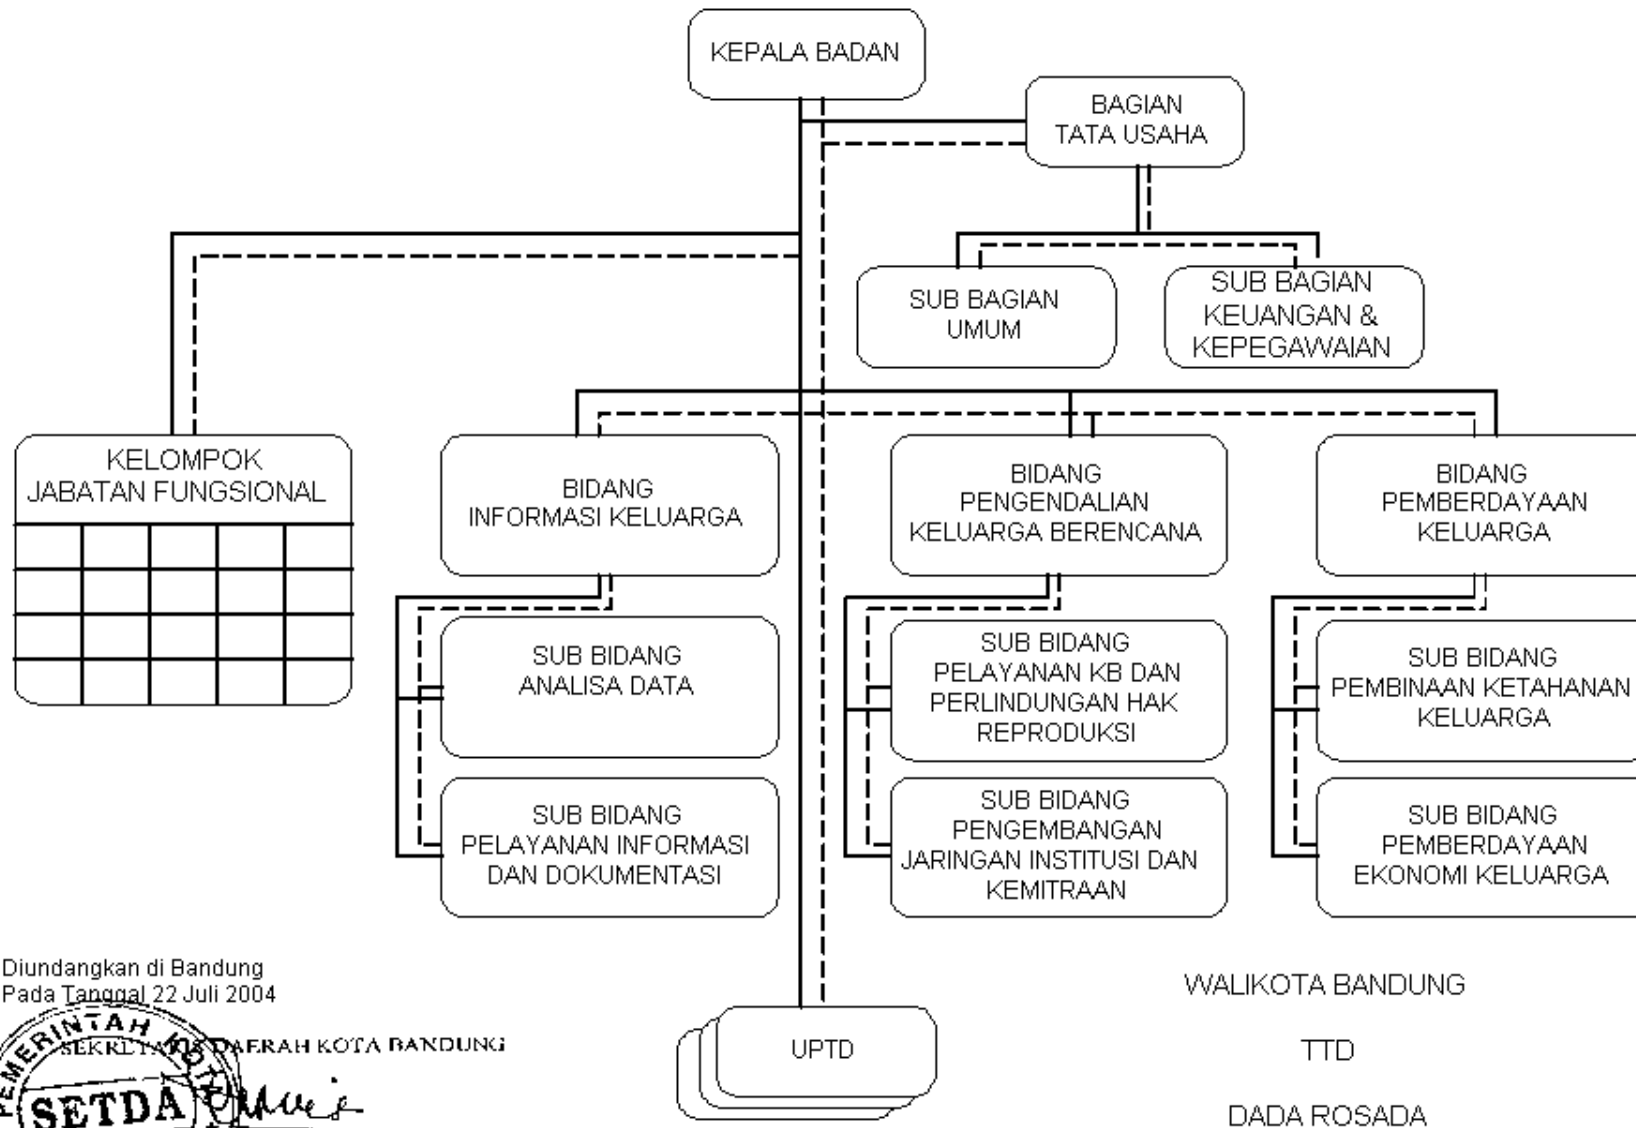 KEPALA BADAN
BAGIAN
TATA USAHA
SUB BAGIAN
UMUM
SUB BAGIAN
KEUANGAN &
KEPEGAWAIAN
KELOMPOK
JABATAN FUNGSIONAL
BIDANG
INFORMASI KELUARGA
BIDANG
PENGENDALIAN
KELUARGA BERENCANA
BIDANG
PEMBERDAYAAN
KELUARGA
SUB BIDANG
ANALISA DATA
SUB BIDANG
PELAYANAN KB DAN
PERLINDUNGAN HAK
REPRODUKSI
SUB BIDANG
PEMBINAAN KETAHANAN
KELUARGA
SUB BIDANG
PELAYANAN INFORMASI
DAN DOKUMENTASI
SUB BIDANG
PENGEMBANGAN
JARINGAN INSTITUSI DAN
KEMITRAAN
SUB BIDANG
PEMBERDAYAAN
EKONOMI KELUARGA
Diundangkan di Bandung
Pada Tanggal 22 Juli 2004
SEKRETARIS DAERAH KOTA BANDUNG
PEMERINTAH KOTA
SETDA
UPTD
WALIKOTA BANDUNG
TTD
DADA ROSADA